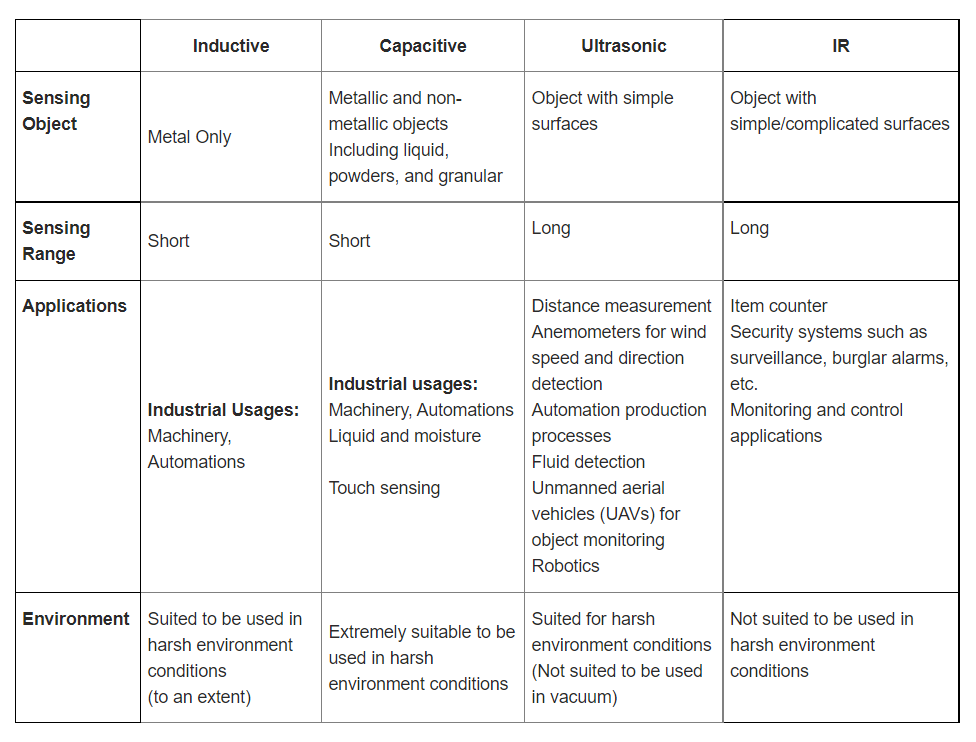 Inductive
Capacitive
Ultrasonic
IR
Sensing
Object
Metal Only
Metallic and non-
metallic objects
Including liquid,
powders, and granular
Object with simple
surfaces
Object with
simple/complicated surfaces
Sensing
Range
Short
Short
Long
Long
Applications
Industrial Usages:
Machinery,
Automations
Industrial usages:
Machinery, Automations
Liquid and moisture
Touch sensing
Distance measurement
Anemometers for wind
speed and direction
detection
Automation production
processes
Fluid detection
Unmanned aerial
vehicles (UAVs) for
object monitoring
Robotics
Item counter
Security systems such as
surveillance, burglar alarms,
etc.
Monitoring and control
applications
Environment
Suited to be used in
harsh environment
conditions
(to an extent)
Extremely suitable to be
used in harsh
environment conditions
Suited for harsh
environment conditions
(Not suited to be used
in vacuum)
Not suited to be used in
harsh environment
conditions